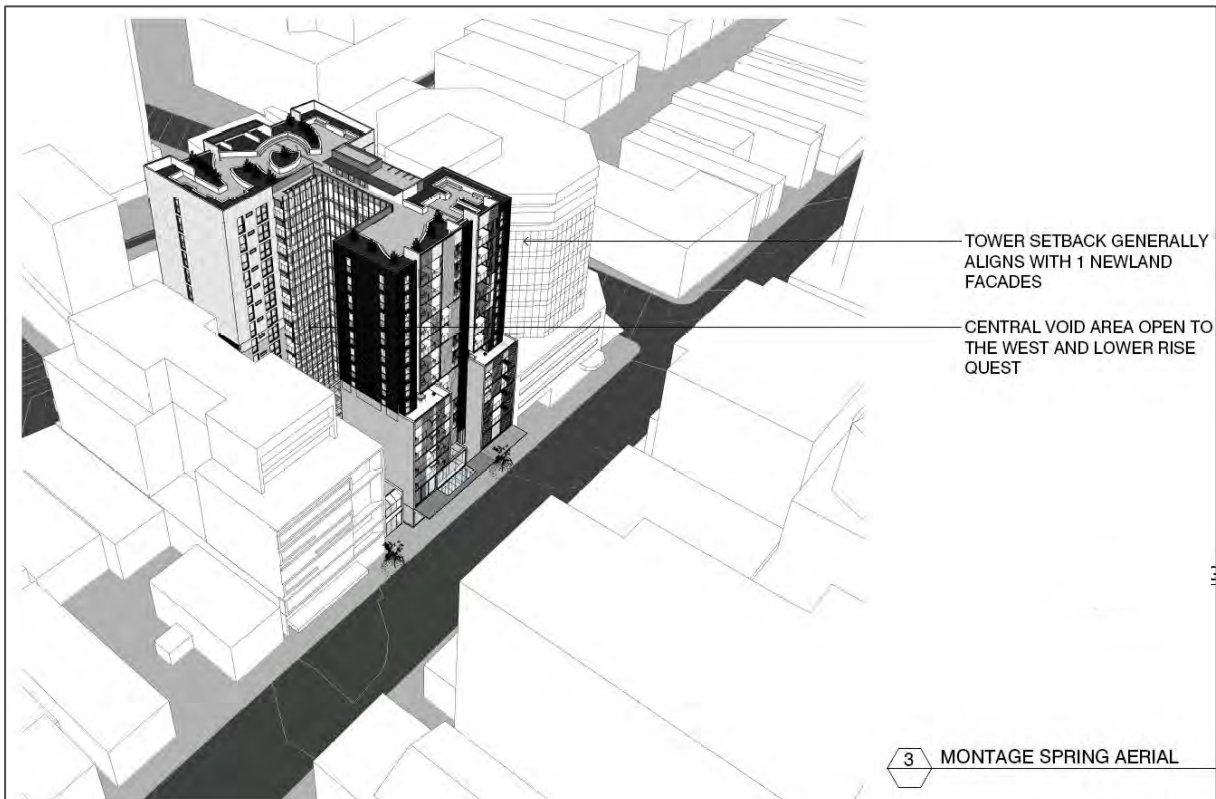 TOWER SETBACK GENERALLY
ALIGNS WITH 1 NEWLAND
FACADES
CENTRAL VOID AREA OPEN TO
THE WEST AND LOWER RISE
QUEST
3 MONTAGE SPRING AERIAL